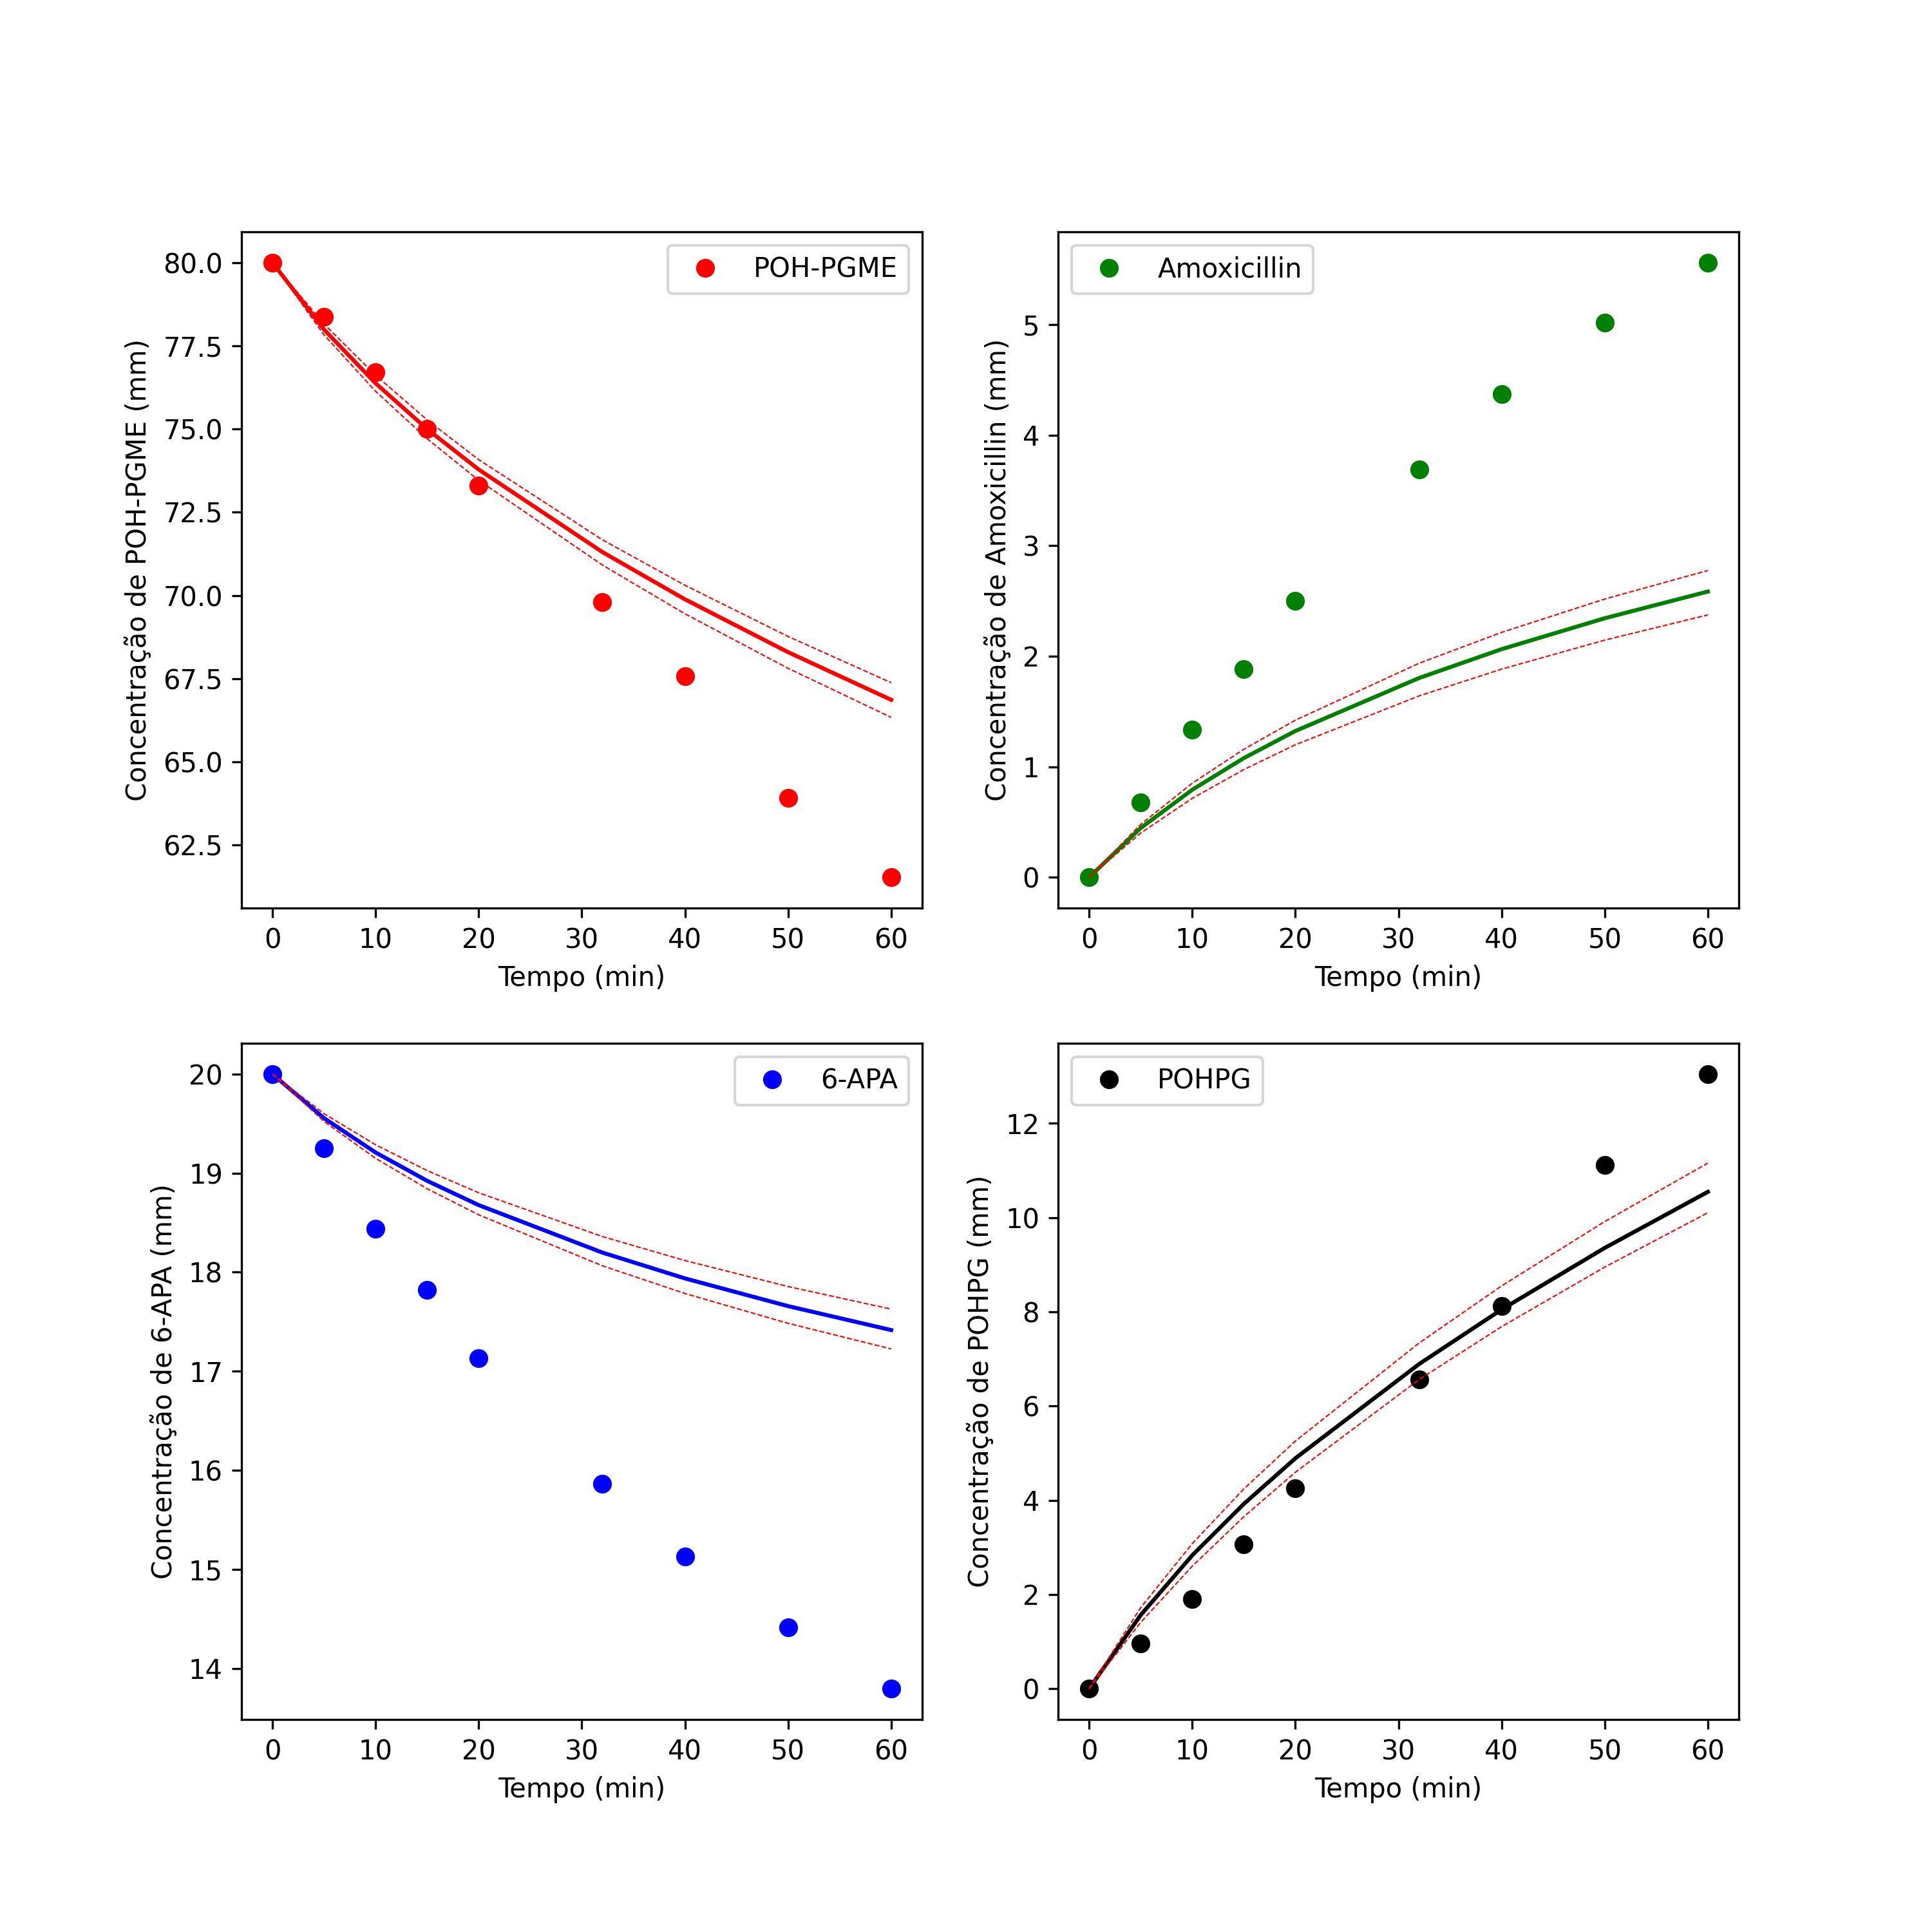 POH-PGME
80.0
77.5
75.0
72.5
70.0
67.5
65.0
62.5
Concentração de POH-PGME (mm)
0 10 20 30 40 50 60
Tempo (min)
Amoxicillin
5
4
3
2
1
0
Concentração de Amoxicillin (mm)
0 10 20 30 40 50 60
Tempo (min)
6-APA
20
19
18
17
16
15
14
Concentração de 6-APA (mm)
0 10 20 30 40 50 60
Tempo (min)
POHPG
12
10
8
6
4
2
0
Concentração de POHPG (mm)
0 10 20 30 40 50 60
Tempo (min)